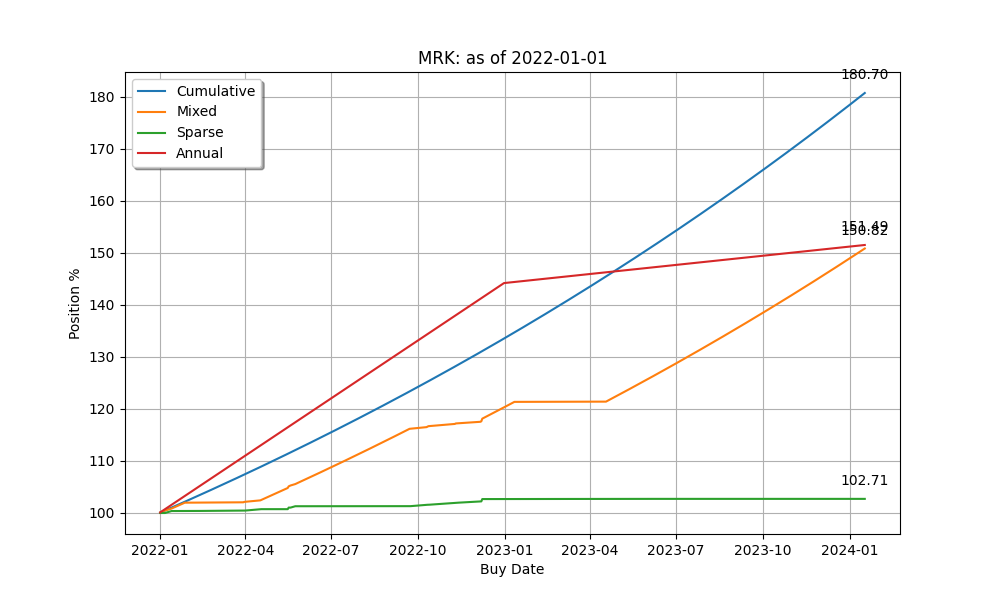 MRK: as of 2022-01-01
180.70
180
Cumulative
Mixed
Sparse
Annual
170
160
151.49
150.82
150
140
130
120
110
102.71
100
Position %
2022-01 2022-04 2022-07 2022-10 2023-01 2023-04 2023-07 2023-10 2024-01
Buy Date